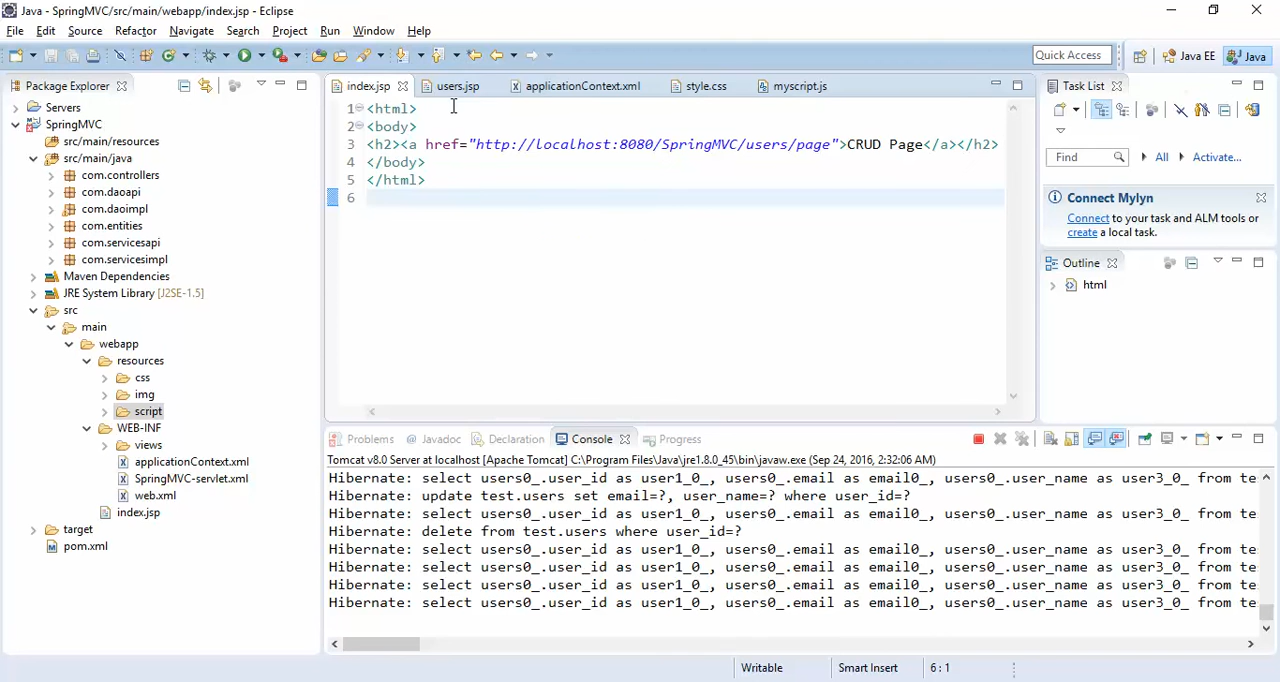 Java - SpringMVC/src/main/webapp/index.jsp - Eclipse
File Edit Source Refactor Navigate Search Project Run Window Help
Quick Access
Java EE
Java
Package Explorer
Servers
SpringMVC
src/main/resources
src/main/java
com.controllers
com.daoapi
com.daoimpl
com.entities
com.servicesapi
com.servicesimpl
Maven Dependencies
JRE System Library [J2SE-1.5]
src
main
webapp
resources
css
img
script
WEB-INF
views
applicationContext.xml
SpringMVC-servlet.xml
web.xml
index.jsp
target
pom.xml
index.jsp users.jsp applicationContext.xml style.css myscript.js
1 <html>
2 <body>
3 <h2><a href="http://localhost:8080/SpringMVC/users/page">CRUD Page</a></h2>
4 </body>
5 </html>
6
Task List
Find All Activate...
Connect Mylyn
Connect to your task and ALM tools or
create a local task.
Outline
html
Problems @ Javadoc Declaration Console Progress
Tomcat v8.0 Server at localhost [Apache Tomcat] C:\Program Files\Java\jre1.8.0_45\bin\javaw.exe (Sep 24, 2016, 2:32:06 AM)
Hibernate: select users0_.user_id as user1_0_, users0_.email as email0_, users0_.user_name as user3_0_ from te
Hibernate: update test.users set email=?, user_name=? where user_id=?
Hibernate: select users0_.user_id as user1_0_, users0_.email as email0_, users0_.user_name as user3_0_ from te
Hibernate: delete from test.users where user_id=?
Hibernate: select users0_.user_id as user1_0_, users0_.email as email0_, users0_.user_name as user3_0_ from te
Hibernate: select users0_.user_id as user1_0_, users0_.email as email0_, users0_.user_name as user3_0_ from te
Hibernate: select users0_.user_id as user1_0_, users0_.email as email0_, users0_.user_name as user3_0_ from te
Hibernate: select users0_.user_id as user1_0_, users0_.email as email0_, users0_.user_name as user3_0_ from te
Writable Smart Insert 6 : 1